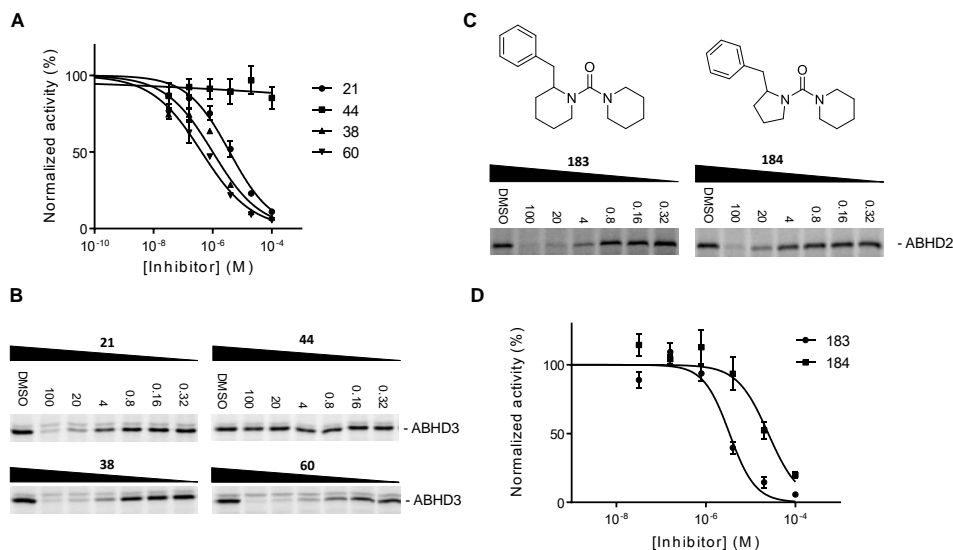 A
Normalized activity (%)
100
50
0
10⁻¹⁰
10⁻⁸
10⁻⁶
10⁻⁴
[Inhibitor] (M)
21
44
38
60
B
21
DMSO
100
20
4
0.8
0.16
0.32
- ABHD3
44
DMSO
100
20
4
0.8
0.16
0.32
- ABHD3
38
- ABHD3
60
- ABHD3
C
O
N
N
O
N
N
183
DMSO
100
20
4
0.8
0.16
0.32
184
DMSO
100
20
4
0.8
0.16
0.32
- ABHD2
D
Normalized activity (%)
100
50
0
10⁻⁸
10⁻⁶
10⁻⁴
[Inhibitor] (M)
183
184